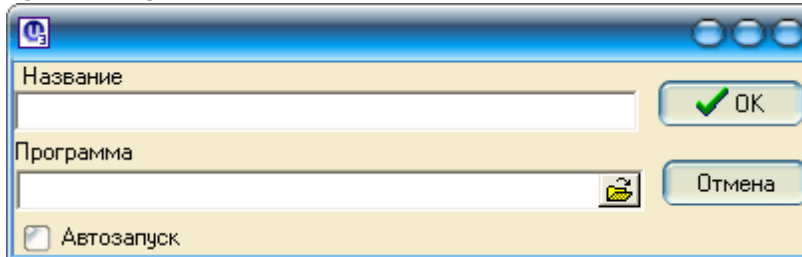 Название
OK
Программа
Отмена
Автозапуск